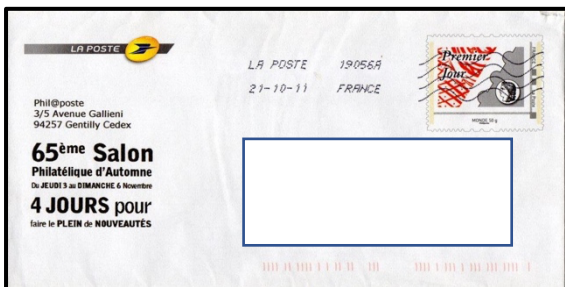 LA POSTE
LA POSTE 19056A
21-10-11 FRANCE
Premier
Jour
MONDE 50 g
Phil@poste
3/5 Avenue Gallieni
94257 Gentilly Cedex
65ème Salon
Philatélique d'Automne
Du JEUDI 3 au DIMANCHE 6 Novembre
4 JOURS pour
faire le PLEIN de NOUVEAUTÉS